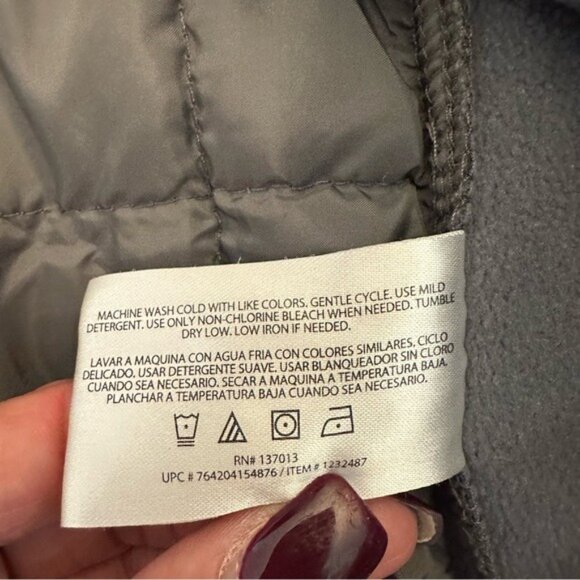 MACHINE WASH COLD WITH LIKE COLORS. GENTLE CYCLE. USE MILD
DETERGENT. USE ONLY NON-CHLORINE BLEACH WHEN NEEDED. TUMBLE
DRY LOW. LOW IRON IF NEEDED.
LAVAR A MAQUINA CON AGUA FRIA CON COLORES SIMILARES. CICLO
DELICADO. USAR DETERGENTE SUAVE. USAR BLANQUEADOR SIN CLORO
CUANDO SEA NECESARIO. SECAR A MAQUINA A TEMPERATURA BAJA.
PLANCHAR A TEMPERATURA BAJA CUANDO SEA NECESARIO.
RN# 137013
UPC # 764204154876 / ITEM # 1232487